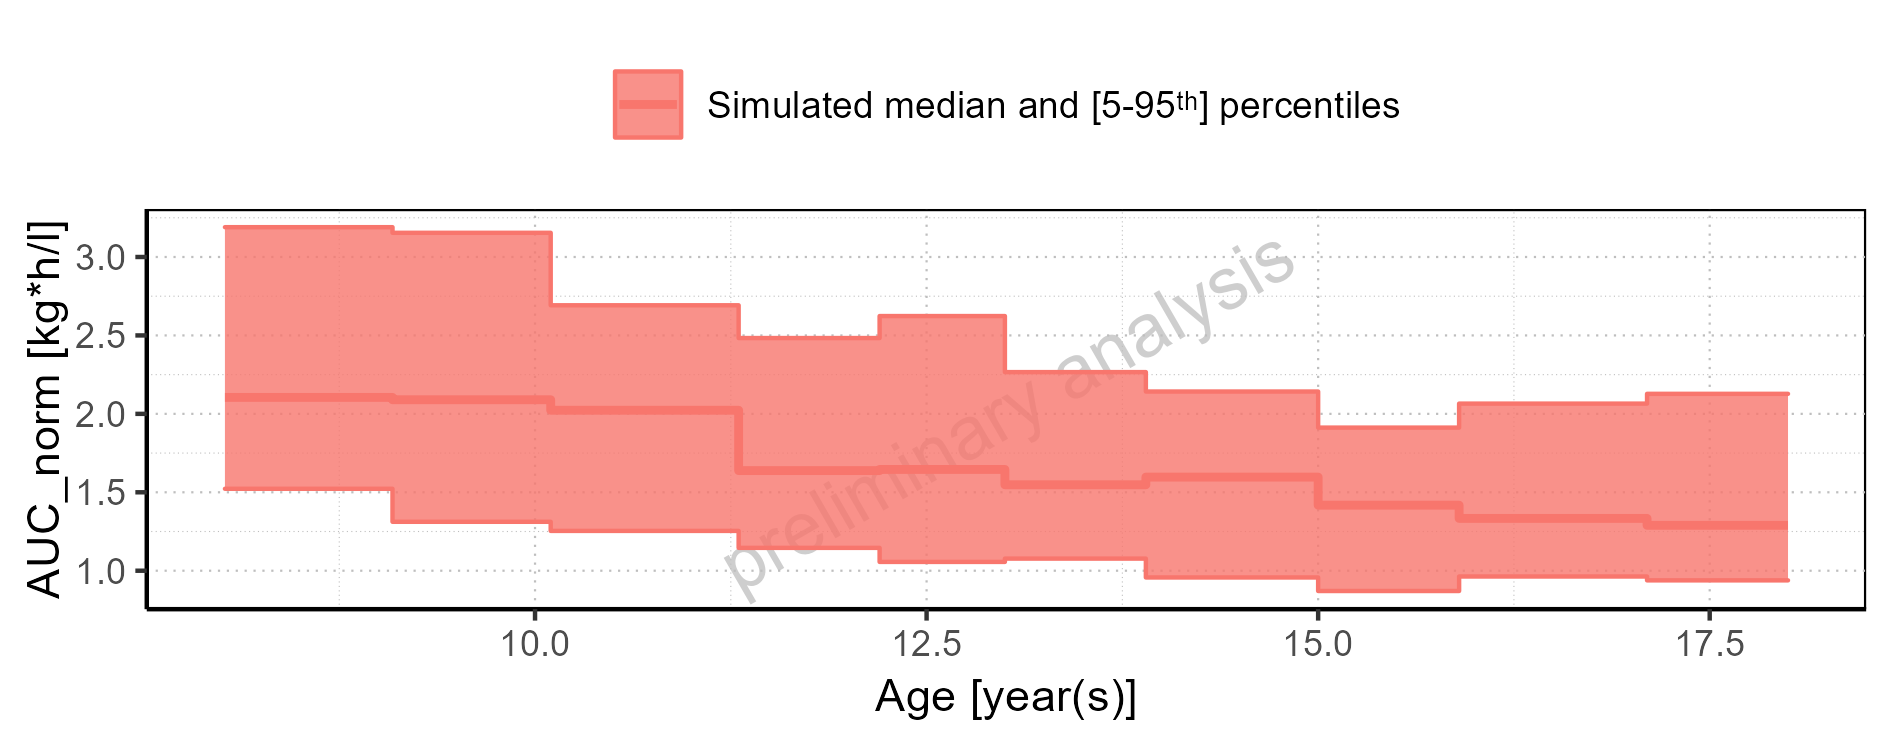 Simulated median and [5-95th] percentiles
AUC_norm [kg*h/l]
3.0
2.5
2.0
1.5
1.0
preliminary analysis
10.0
12.5
15.0
17.5
Age [year(s)]